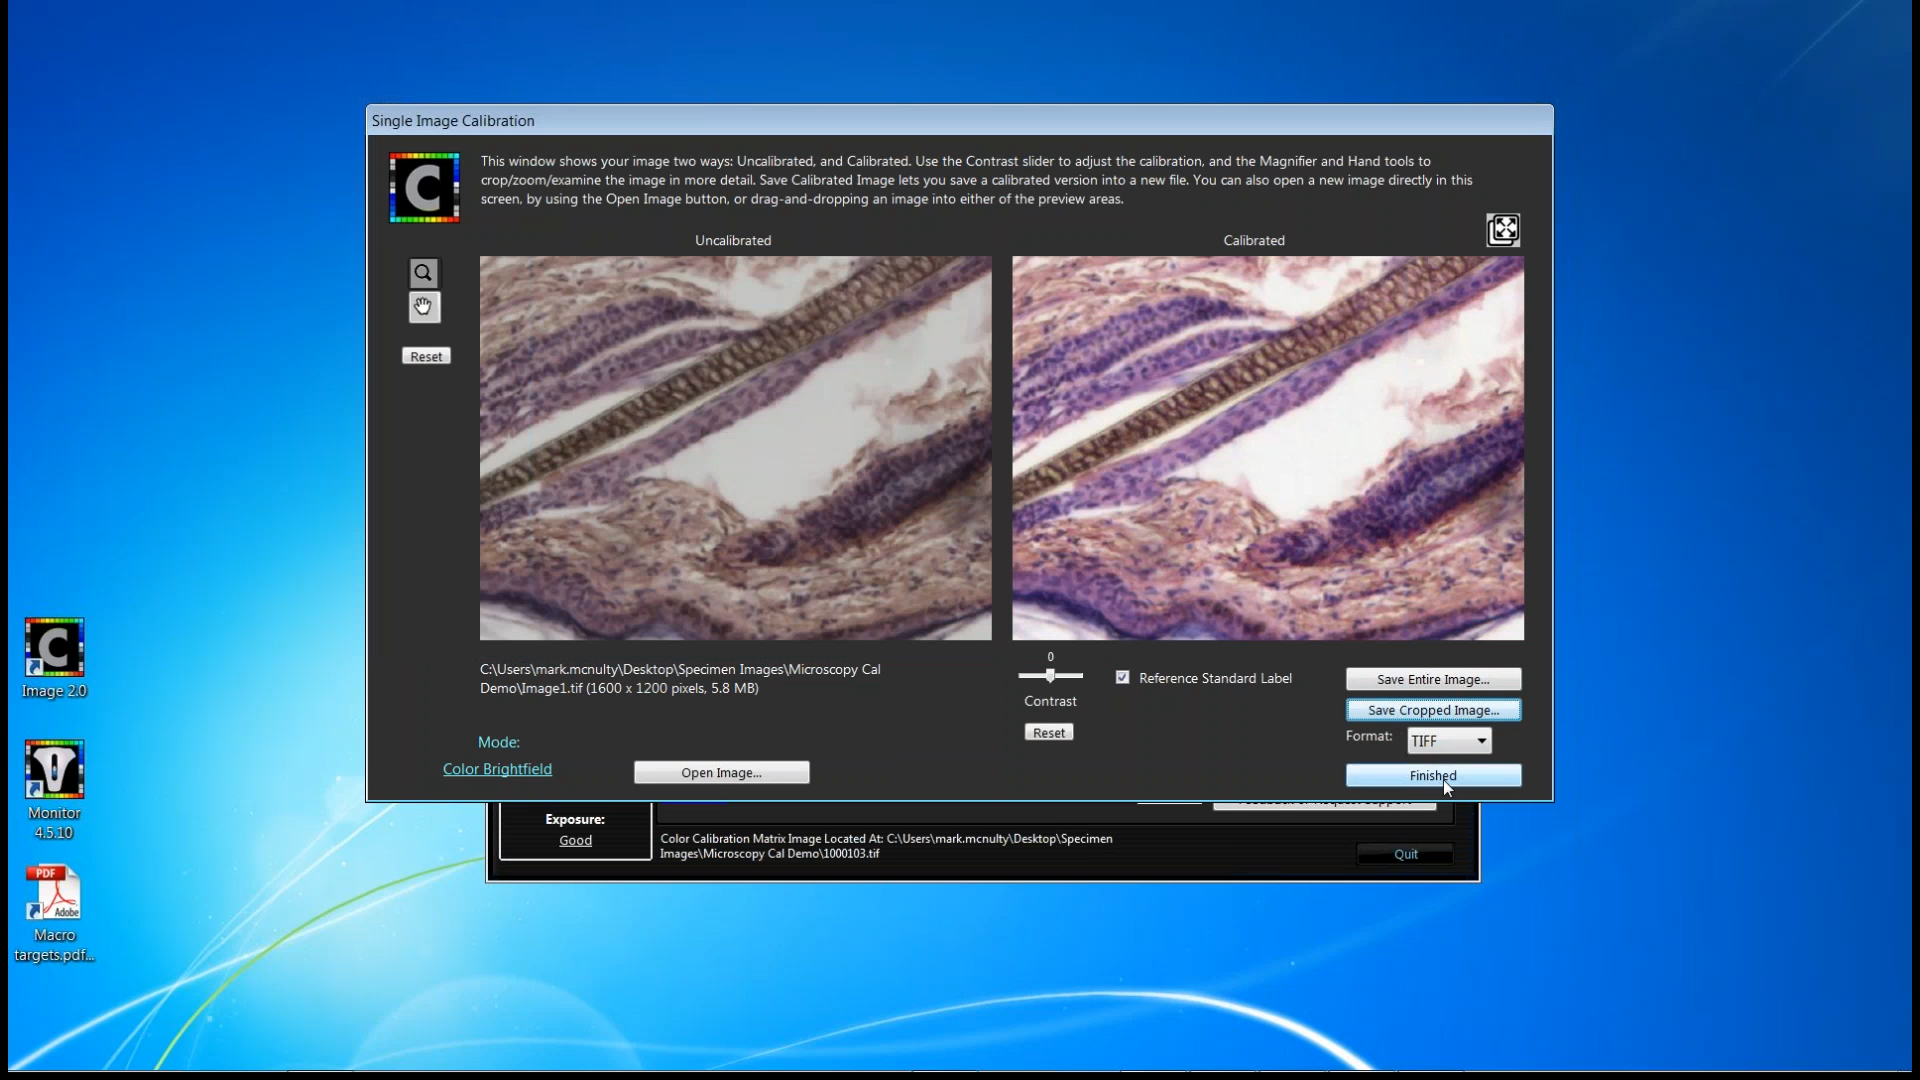 Single Image Calibration
This window shows your image two ways: Uncalibrated, and Calibrated. Use the Contrast slider to adjust the calibration, and the Magnifier and Hand tools to
crop/zoom/examine the image in more detail. Save Calibrated Image lets you save a calibrated version into a new file. You can also open a new image directly in this
screen, by using the Open Image button, or drag-and-dropping an image into either of the preview areas.
C
Uncalibrated
Calibrated
Reset
C:\Users\mark.mcnulty\Desktop\Specimen Images\Microscopy Cal
Demo\Image1.tif (1600 x 1200 pixels, 5.8 MB)
0
Contrast
Reset
Reference Standard Label
Save Entire Image...
Save Cropped Image...
Format:
TIFF
Finished
Mode:
Color Brightfield
Open Image...
Exposure:
Good
Color Calibration Matrix Image Located At: C:\Users\mark.mcnulty\Desktop\Specimen
Images\Microscopy Cal Demo\1000103.tif
Quit
C
Image 2.0
Monitor
4.5.10
PDF
Adobe
Macro
targets.pdf...